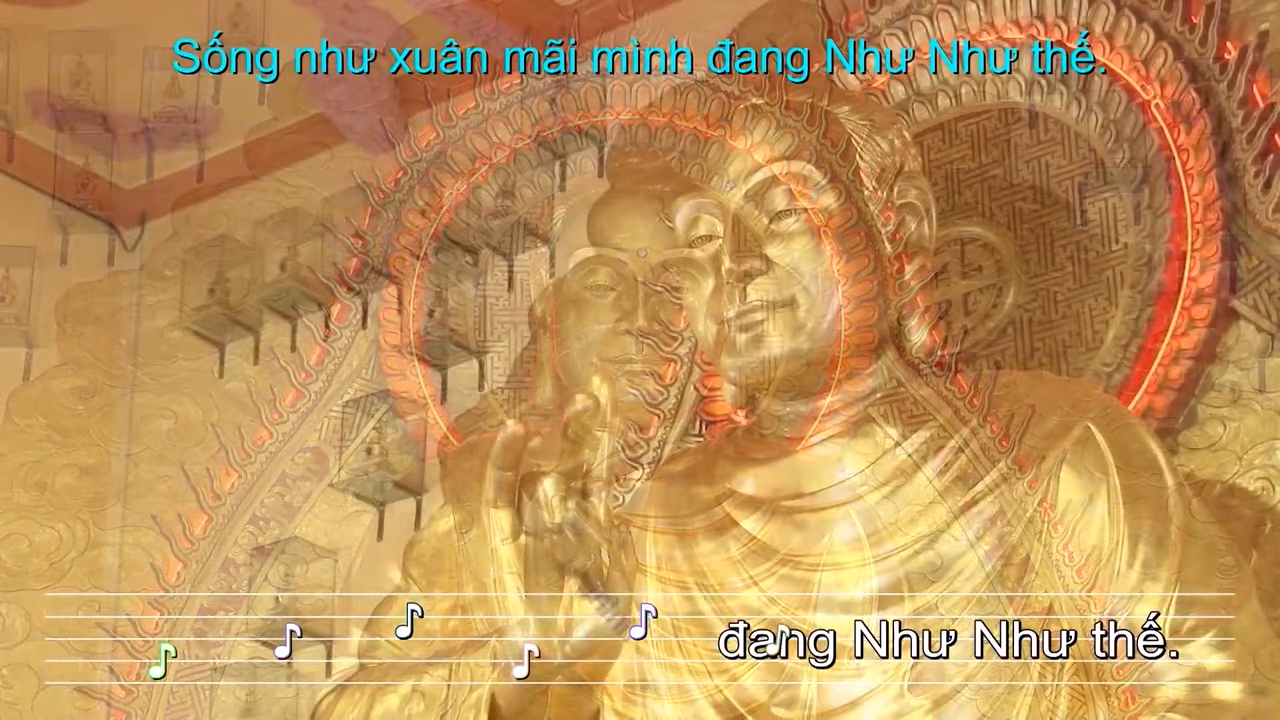 Sống như xuân mãi mình đang Như Như thế.
đang Như Như thế.